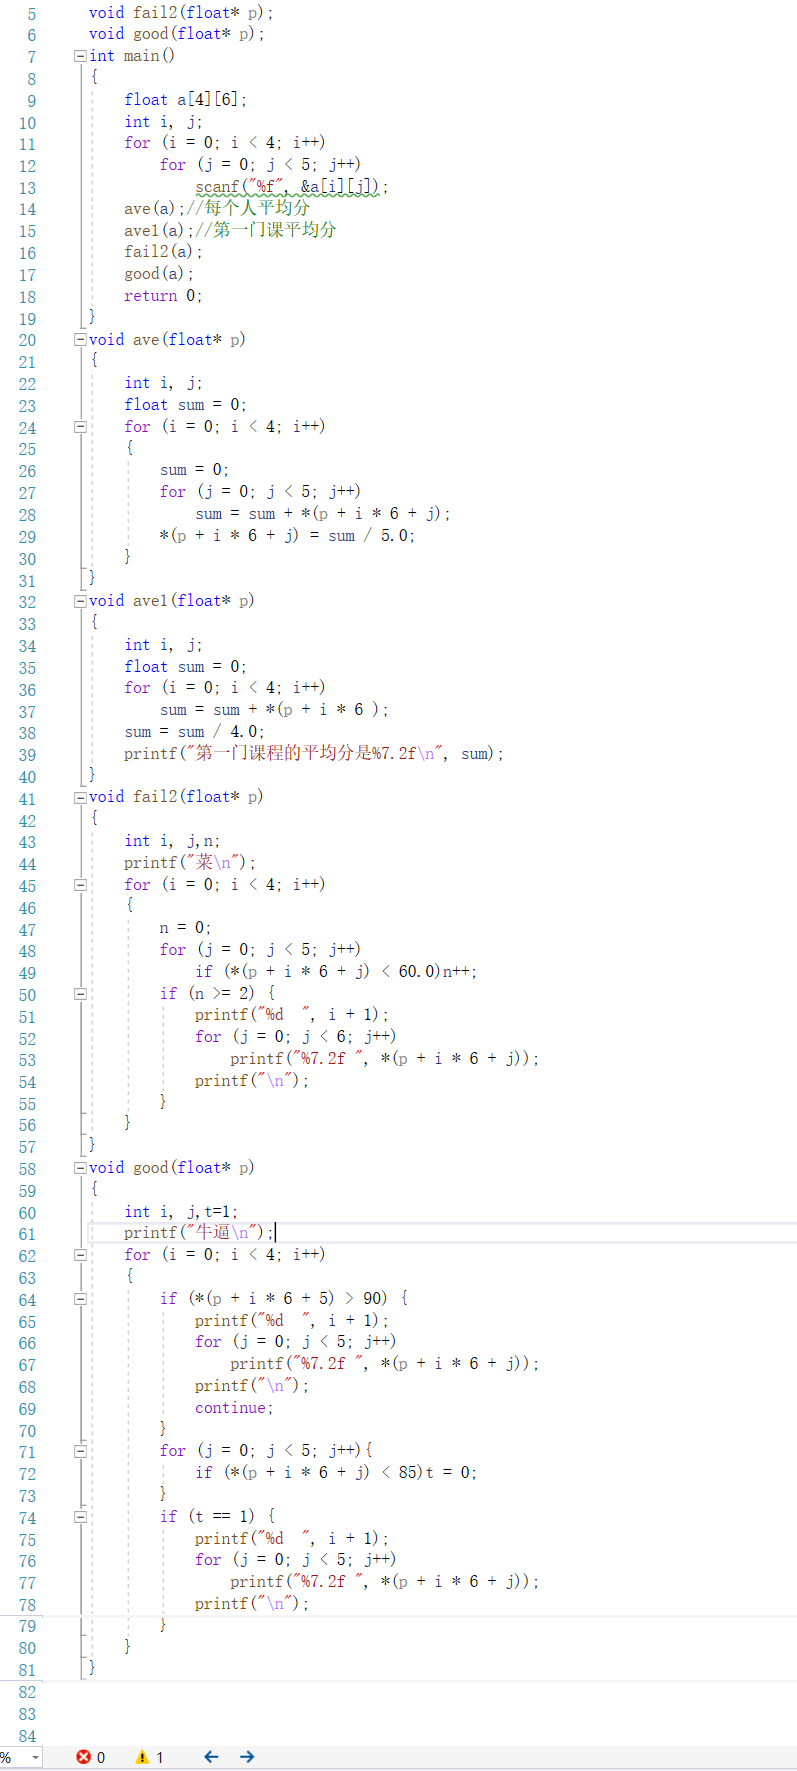 5 void fail2(float* p);
6 void good(float* p);
7 int main()
8 {
9 float a[4][6];
10 int i, j;
11 for (i = 0; i < 4; i++)
12 for (j = 0; j < 5; j++)
13 scanf("%f", &a[i][j]);
14 ave(a);//每个人平均分
15 ave1(a);//第一门课平均分
16 fail2(a);
17 good(a);
18 return 0;
19 }
20 void ave(float* p)
21 {
22 int i, j;
23 float sum = 0;
24 for (i = 0; i < 4; i++)
25 {
26 sum = 0;
27 for (j = 0; j < 5; j++)
28 sum = sum + *(p + i * 6 + j);
29 *(p + i * 6 + j) = sum / 5.0;
30 }
31 }
32 void ave1(float* p)
33 {
34 int i, j;
35 float sum = 0;
36 for (i = 0; i < 4; i++)
37 sum = sum + *(p + i * 6 );
38 sum = sum / 4.0;
39 printf("第一门课程的平均分是%7.2f\n", sum);
40 }
41 void fail2(float* p)
42 {
43 int i, j,n;
44 printf("菜\n");
45 for (i = 0; i < 4; i++)
46 {
47 n = 0;
48 for (j = 0; j < 5; j++)
49 if (*(p + i * 6 + j) < 60.0)n++;
50 if (n >= 2) {
51 printf("%d  ", i + 1);
52 for (j = 0; j < 6; j++)
53 printf("%7.2f ", *(p + i * 6 + j));
54 printf("\n");
55 }
56 }
57 }
58 void good(float* p)
59 {
60 int i, j,t=1;
61 printf("牛逼\n");
62 for (i = 0; i < 4; i++)
63 {
64 if (*(p + i * 6 + 5) > 90) {
65 printf("%d  ", i + 1);
66 for (j = 0; j < 5; j++)
67 printf("%7.2f ", *(p + i * 6 + j));
68 printf("\n");
69 continue;
70 }
71 for (j = 0; j < 5; j++){
72 if (*(p + i * 6 + j) < 85)t = 0;
73 }
74 if (t == 1) {
75 printf("%d  ", i + 1);
76 for (j = 0; j < 5; j++)
77 printf("%7.2f ", *(p + i * 6 + j));
78 printf("\n");
79 }
80 }
81 }
82
83
84
% 0 1